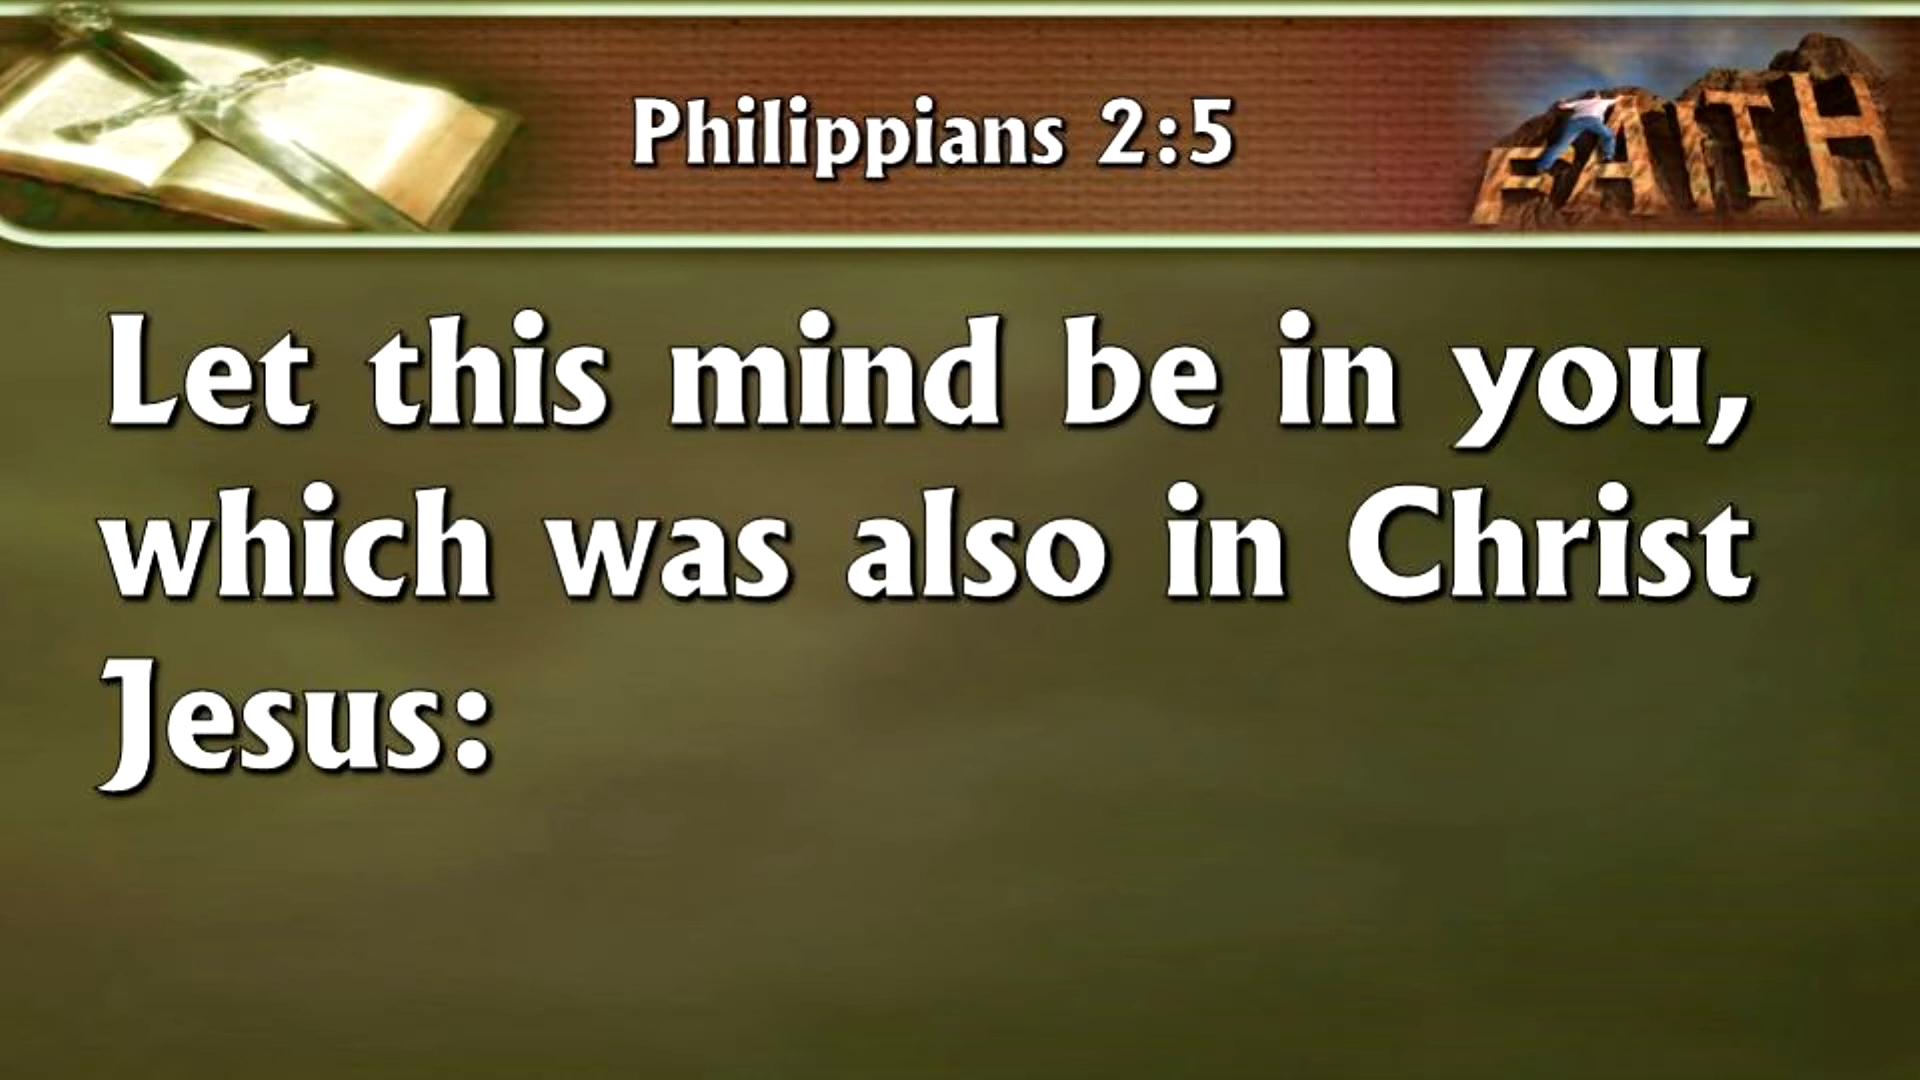 Philippians 2:5
FAITH
Let this mind be in you,
which was also in Christ
Jesus: